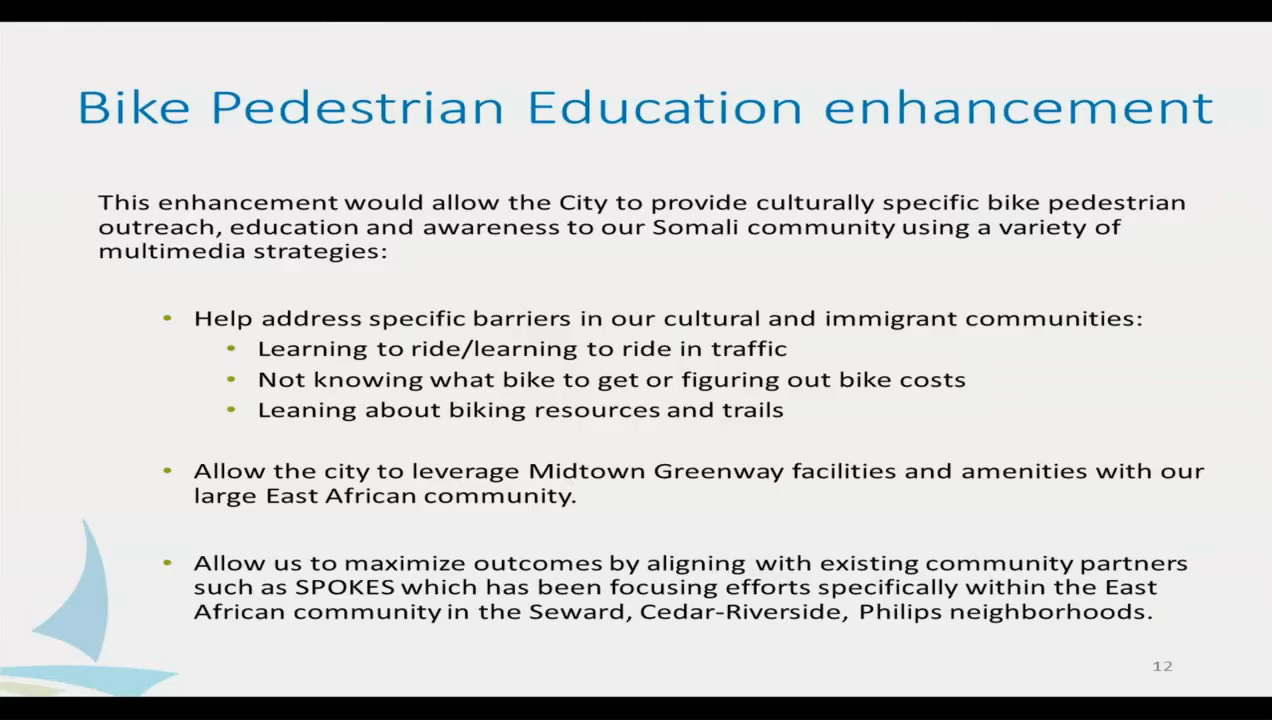 Bike Pedestrian Education enhancement
This enhancement would allow the City to provide culturally specific bike pedestrian
outreach, education and awareness to our Somali community using a variety of
multimedia strategies:
• Help address specific barriers in our cultural and immigrant communities:
• Learning to ride/learning to ride in traffic
• Not knowing what bike to get or figuring out bike costs
• Leaning about biking resources and trails
• Allow the city to leverage Midtown Greenway facilities and amenities with our
large East African community.
• Allow us to maximize outcomes by aligning with existing community partners
such as SPOKES which has been focusing efforts specifically within the East
African community in the Seward, Cedar-Riverside, Philips neighborhoods.
12